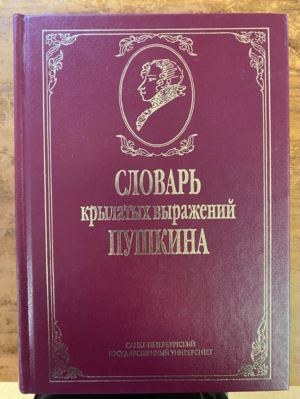 СЛОВАРЬ
крылатых выражений
ПУШКИНА
САНКТ-ПЕТЕРБУРГСКИЙ
ГОСУДАРСТВЕННЫЙ УНИВЕРСИТЕТ